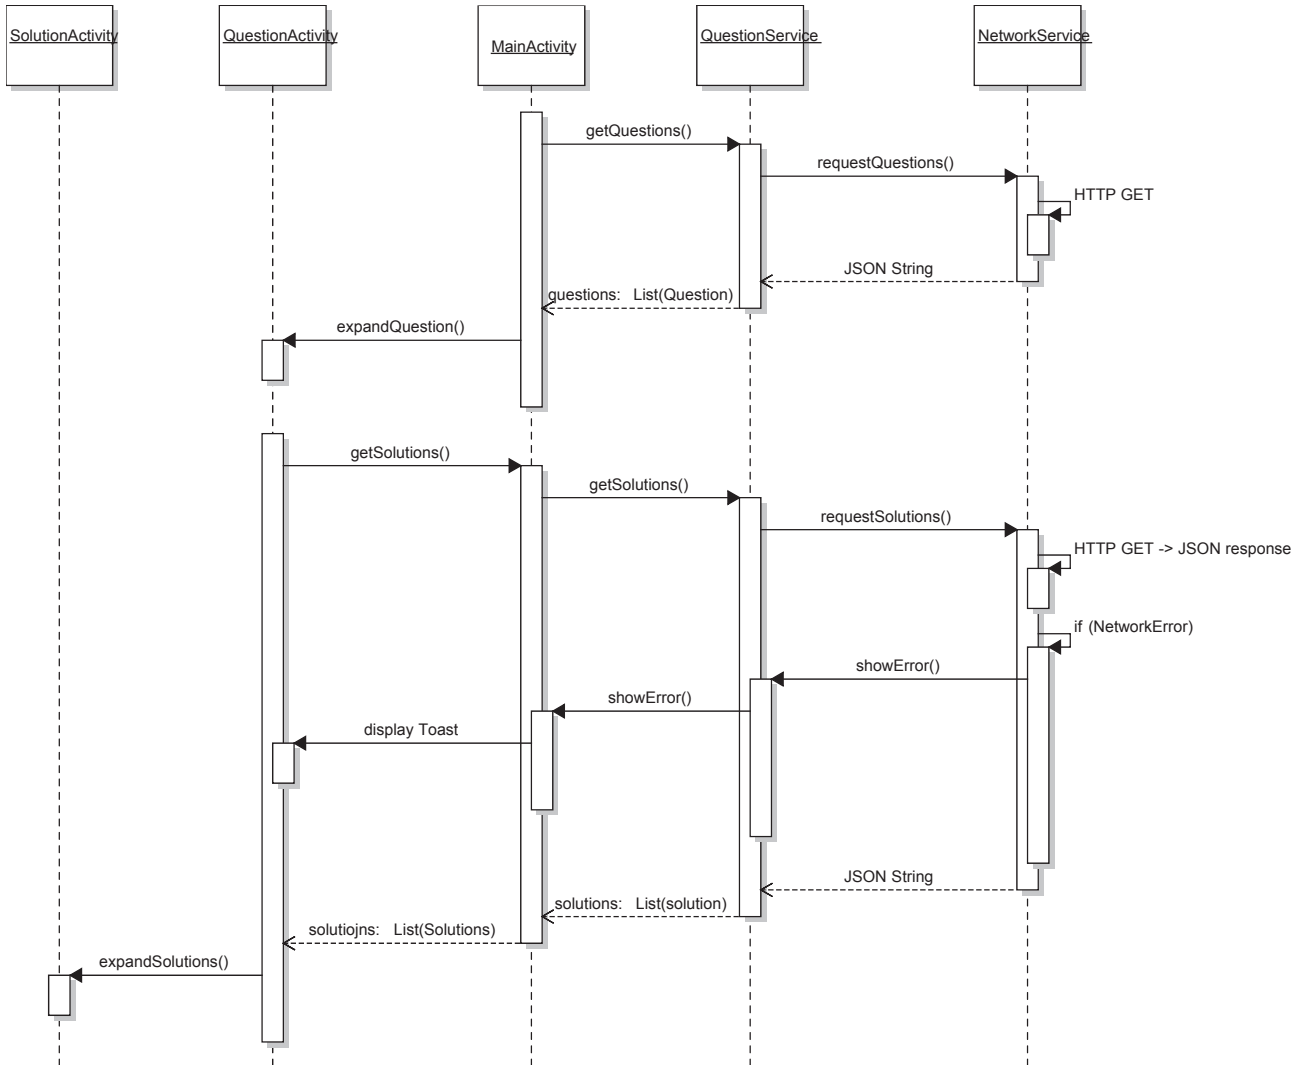 SolutionActivity
QuestionActivity
MainActivity
QuestionService
NetworkService
getQuestions()
requestQuestions()
HTTP GET
JSON String
questions: List(Question)
expandQuestion()
getSolutions()
getSolutions()
requestSolutions()
HTTP GET -> JSON response
if (NetworkError)
showError()
showError()
display Toast
JSON String
solutions: List(solution)
solutiojns: List(Solutions)
expandSolutions()